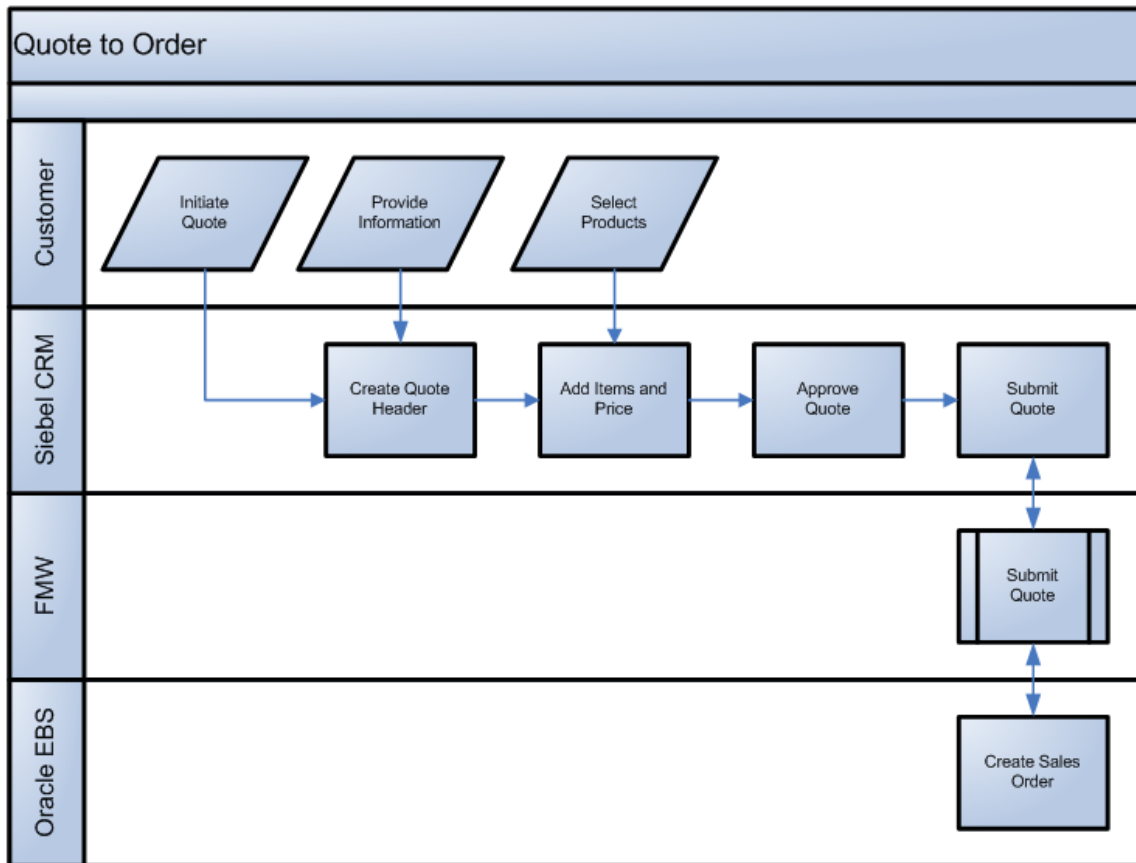 Quote to Order
Customer
Initiate
Quote
Provide
Information
Select
Products
Siebel CRM
Create Quote
Header
Add Items and
Price
Approve
Quote
Submit
Quote
FMW
Submit
Quote
Oracle EBS
Create Sales
Order